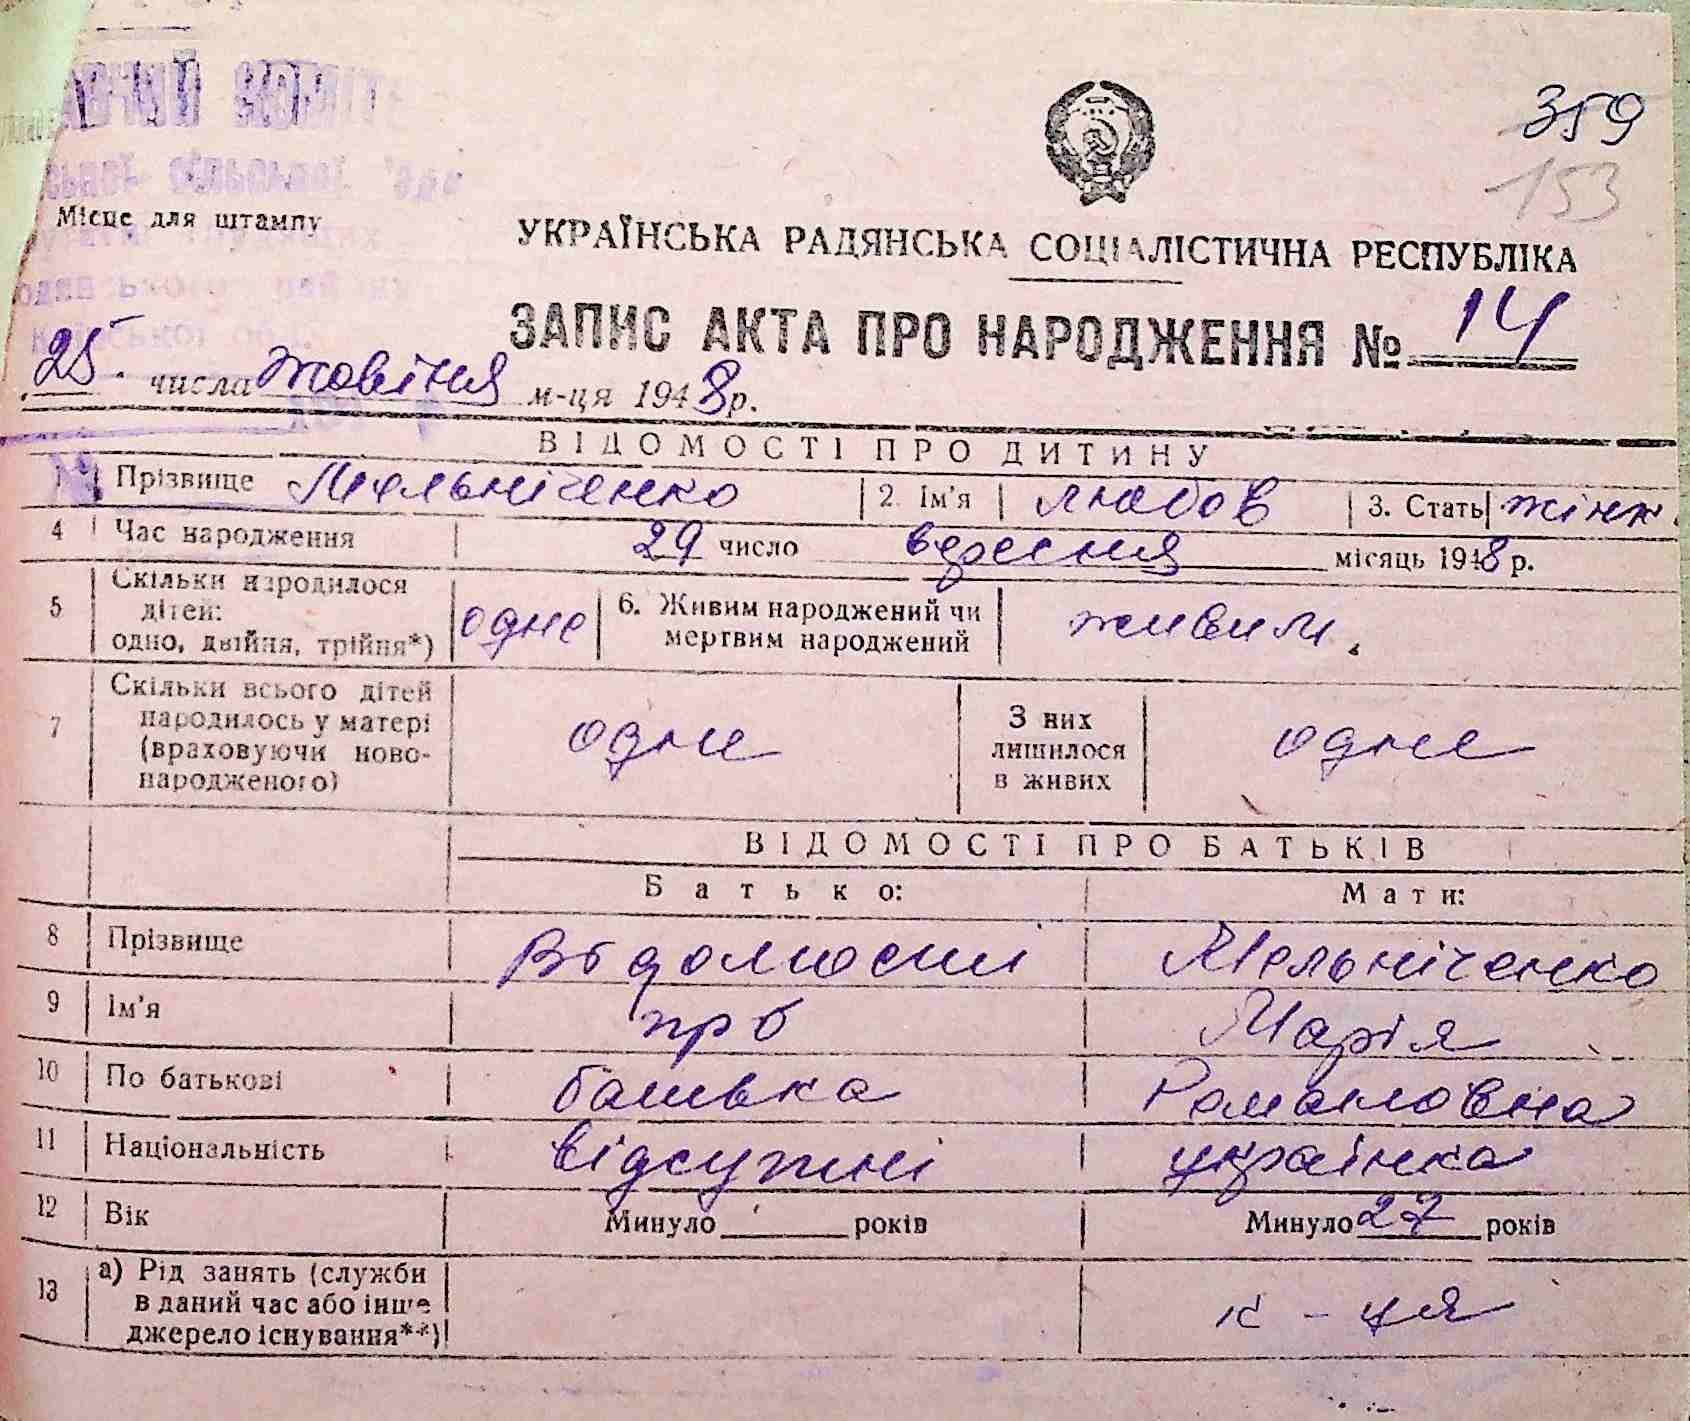 359
153
Місце для штампу
УКРАЇНСЬКА РАДЯНСЬКА СОЦІАЛІСТИЧНА РЕСПУБЛІКА
ЗАПИС АКТА ПРО НАРОДЖЕННЯ № 14
25 числа жовтня м-ця 1948 р.
ВІДОМОСТІ ПРО ДИТИНУ
1 Прізвище Мельніченко 2. Ім'я Любов 3. Стать жінк.
4 Час народження 29 число вересня місяць 1948 р.
5 Скільки народилося
дітей:
одно, двійня, трійня*) одне 6. Живим народжений чи
мертвим народжений живим.
7 Скільки всього дітей
народилось у матері
(враховуючи ново-
народженого) одне З них
лишилося
в живих одне
ВІДОМОСТІ ПРО БАТЬКІВ
Батько: Мати:
8 Прізвище Відомосты Мельніченко
9 Ім'я про Марія
10 По батькові батька Романовна
11 Національність відсутні українка
12 Вік Минуло років Минуло 27 років
13 а) Рід занять (служби
в даний час або інше
джерело існування**) к-ця